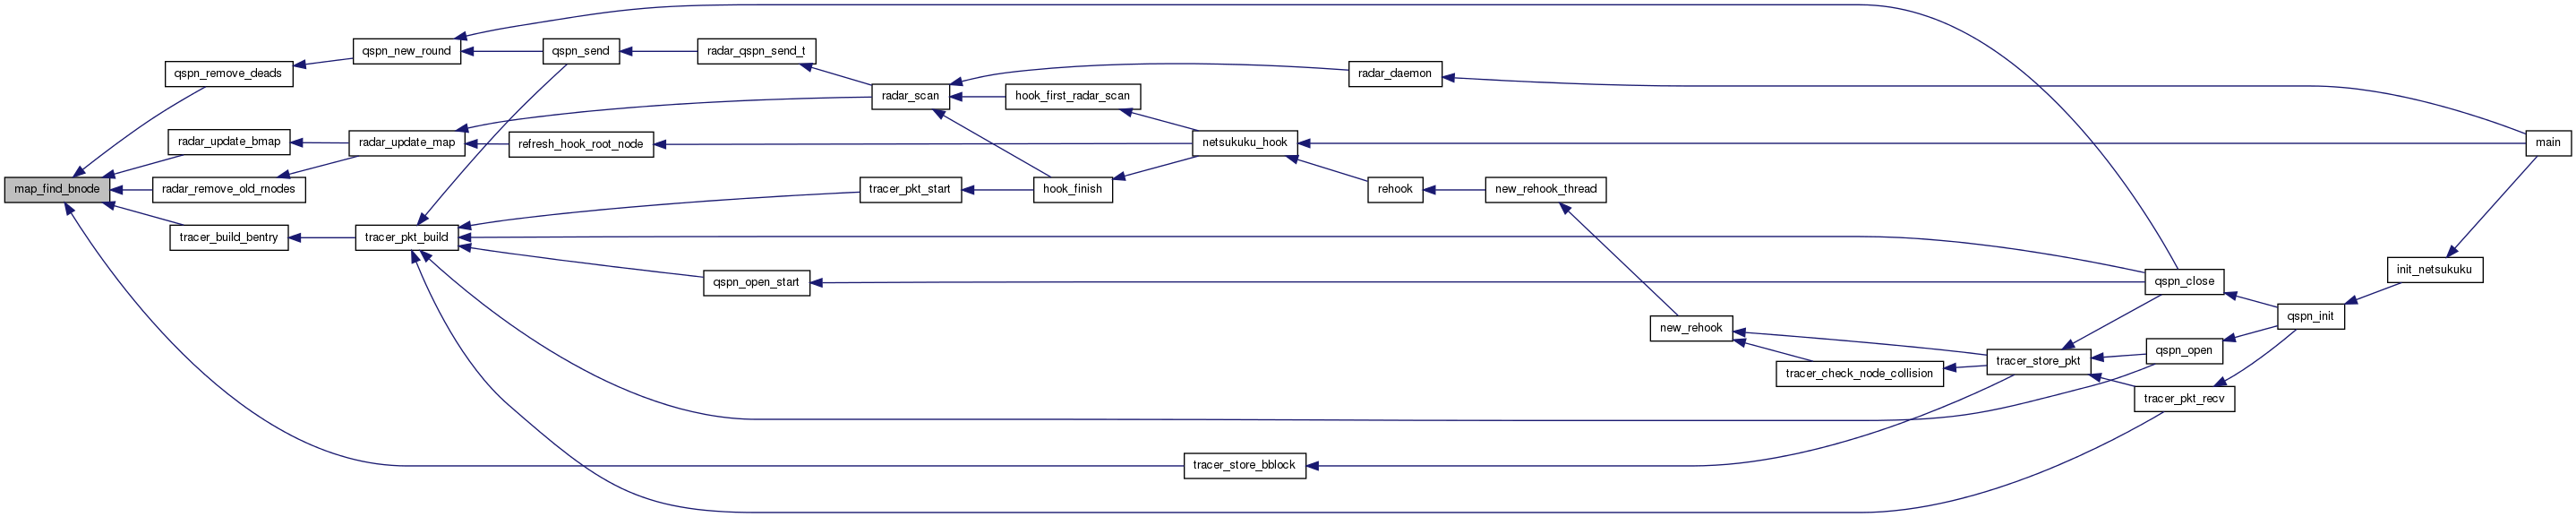 map_find_bnode
qspn_remove_deads
radar_update_bmap
radar_remove_old_rnodes
tracer_build_bentry
qspn_new_round
radar_update_map
tracer_pkt_build
qspn_send
refresh_hook_root_node
radar_qspn_send_t
qspn_open_start
radar_scan
tracer_pkt_start
hook_first_radar_scan
hook_finish
netsukuku_hook
tracer_store_bblock
radar_daemon
rehook
new_rehook_thread
new_rehook
tracer_check_node_collision
tracer_store_pkt
qspn_close
qspn_open
tracer_pkt_recv
qspn_init
init_netsukuku
main